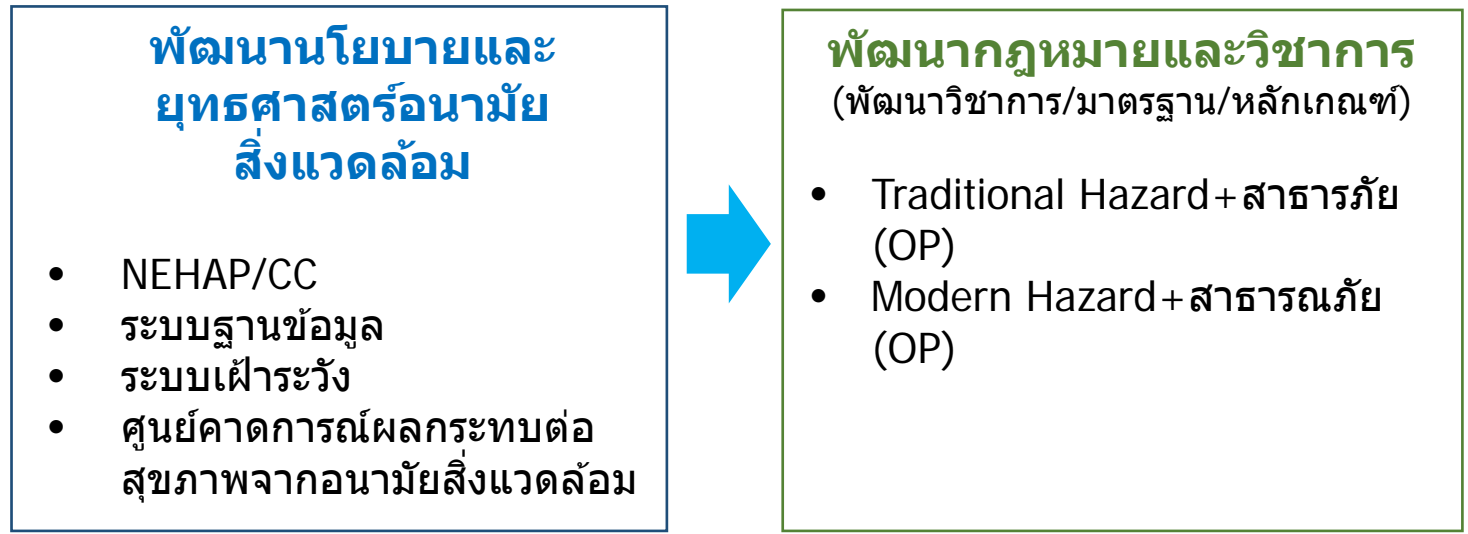 พัฒนานโยบายและ
ยุทธศาสตร์อนามัย
สิ่งแวดล้อม
• NEHAP/CC
• ระบบฐานข้อมูล
• ระบบเฝ้าระวัง
• ศูนย์คาดการณ์ผลกระทบต่อ
สุขภาพจากอนามัยสิ่งแวดล้อม
พัฒนากฎหมายและวิชาการ
(พัฒนาวิชาการ/มาตรฐาน/หลักเกณฑ์)
• Traditional Hazard+สาธารภัย
(OP)
• Modern Hazard+สาธารณภัย
(OP)